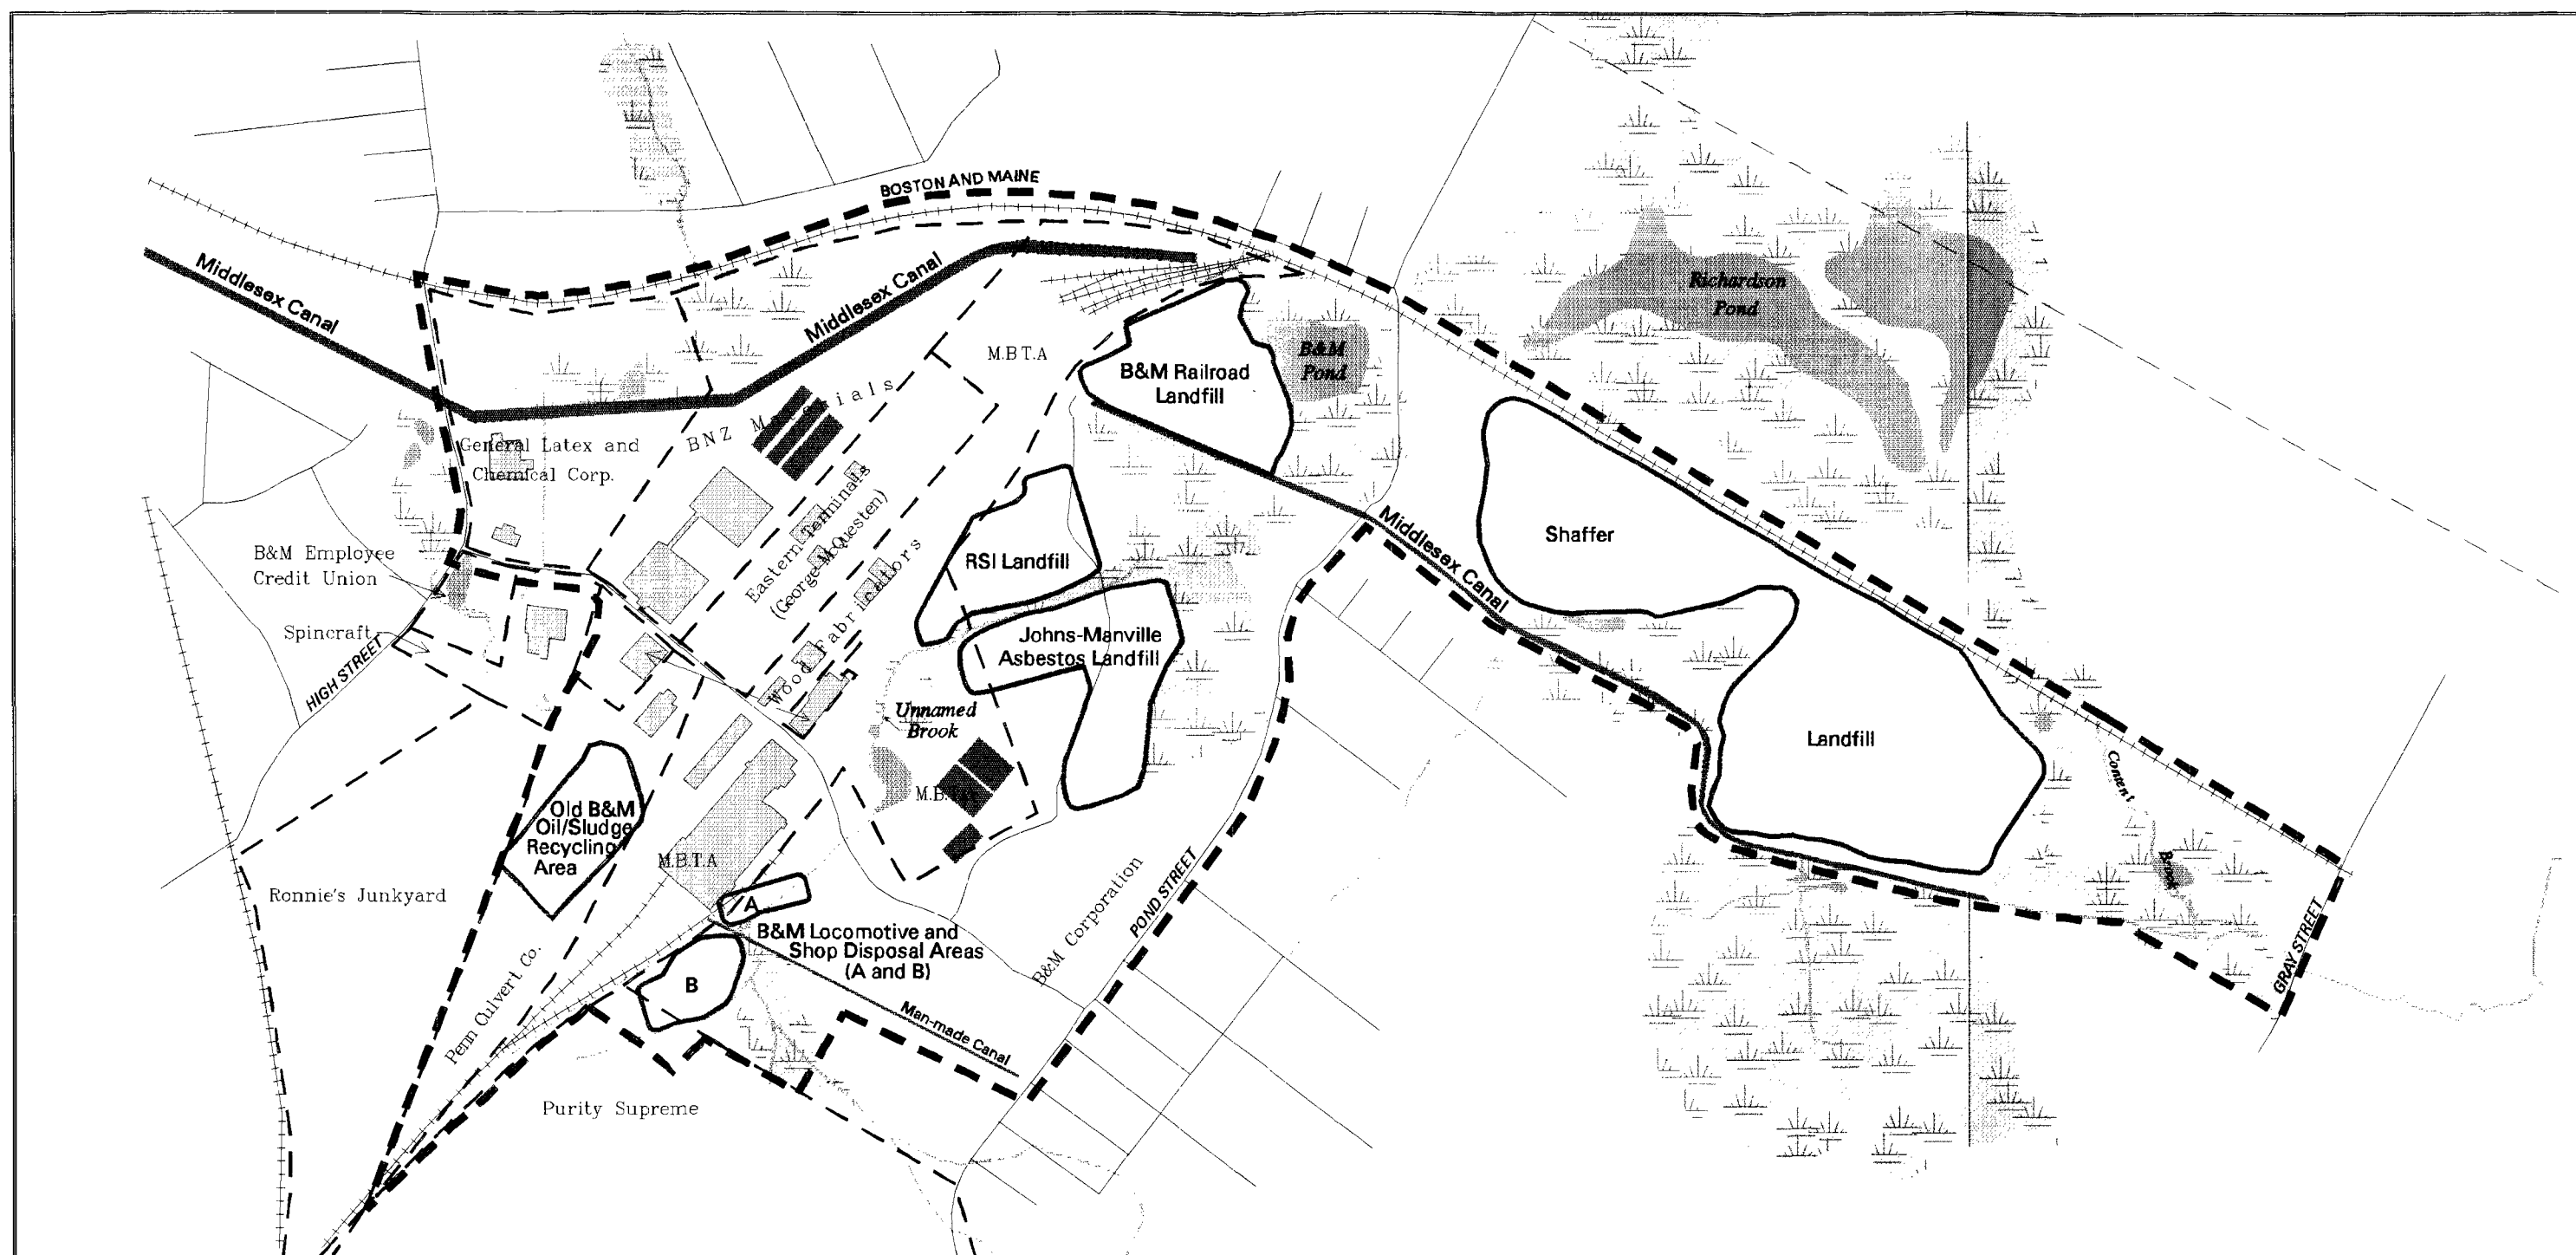 BOSTON AND MAINE
Middlesex Canal
Middlesex Canal
Richardson
Pond
M.B.T.A
B&M
Pond
B&M Railroad
Landfill
BNZ Materials
General Latex and
Chemical Corp.
Eastern Terminals
(George McQuesten)
Middlesex Canal
Shaffer
B&M Employee
Credit Union
RSI Landfill
Wood Fabricators
Spincraft
HIGH STREET
Johns-Manville
Asbestos Landfill
Unnamed
Brook
Landfill
Content
Brook
M.B.T.A
Old B&M
Oil/Sludge
Recycling
Area
M.B.T.A
Ronnie's Junkyard
A
B&M Locomotive and
Shop Disposal Areas
(A and B)
B
B&M Corporation
POND STREET
GRAY STREET
Penn Culvert Co.
Man-made Canal
Purity Supreme